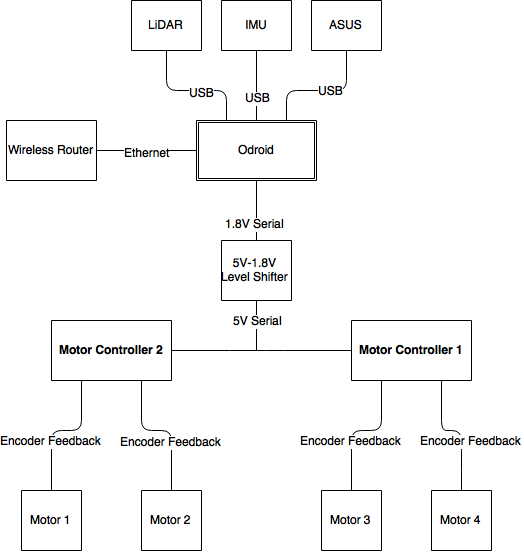 LiDAR
IMU
ASUS
USB
USB
USB
Wireless Router
Ethernet
Odroid
1.8V Serial
5V-1.8V
Level Shifter
5V Serial
Motor Controller 2
Motor Controller 1
Encoder Feedback
Encoder Feedback
Encoder Feedback
Encoder Feedback
Motor 1
Motor 2
Motor 3
Motor 4